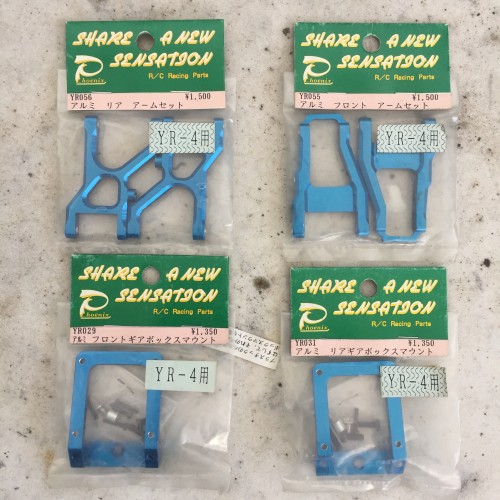 SHARE A NEW
SENSATION
Phoenix
R/C Racing Parts
YR056 ¥1,500
アルミ リア アームセット
YR-4用
SHARE A NEW
SENSATION
Phoenix
R/C Racing Parts
YR055 ¥1,500
アルミ フロント アームセット
YR-4用
SHARE A NEW
SENSATION
Phoenix
R/C Racing Parts
YR029 ¥1,350
アルミ フロントギアボックスマウント
YR-4用
SHARE A NEW
SENSATION
Phoenix
R/C Racing Parts
YR031 ¥1,350
アルミ リアギアボックスマウント
YR-4用